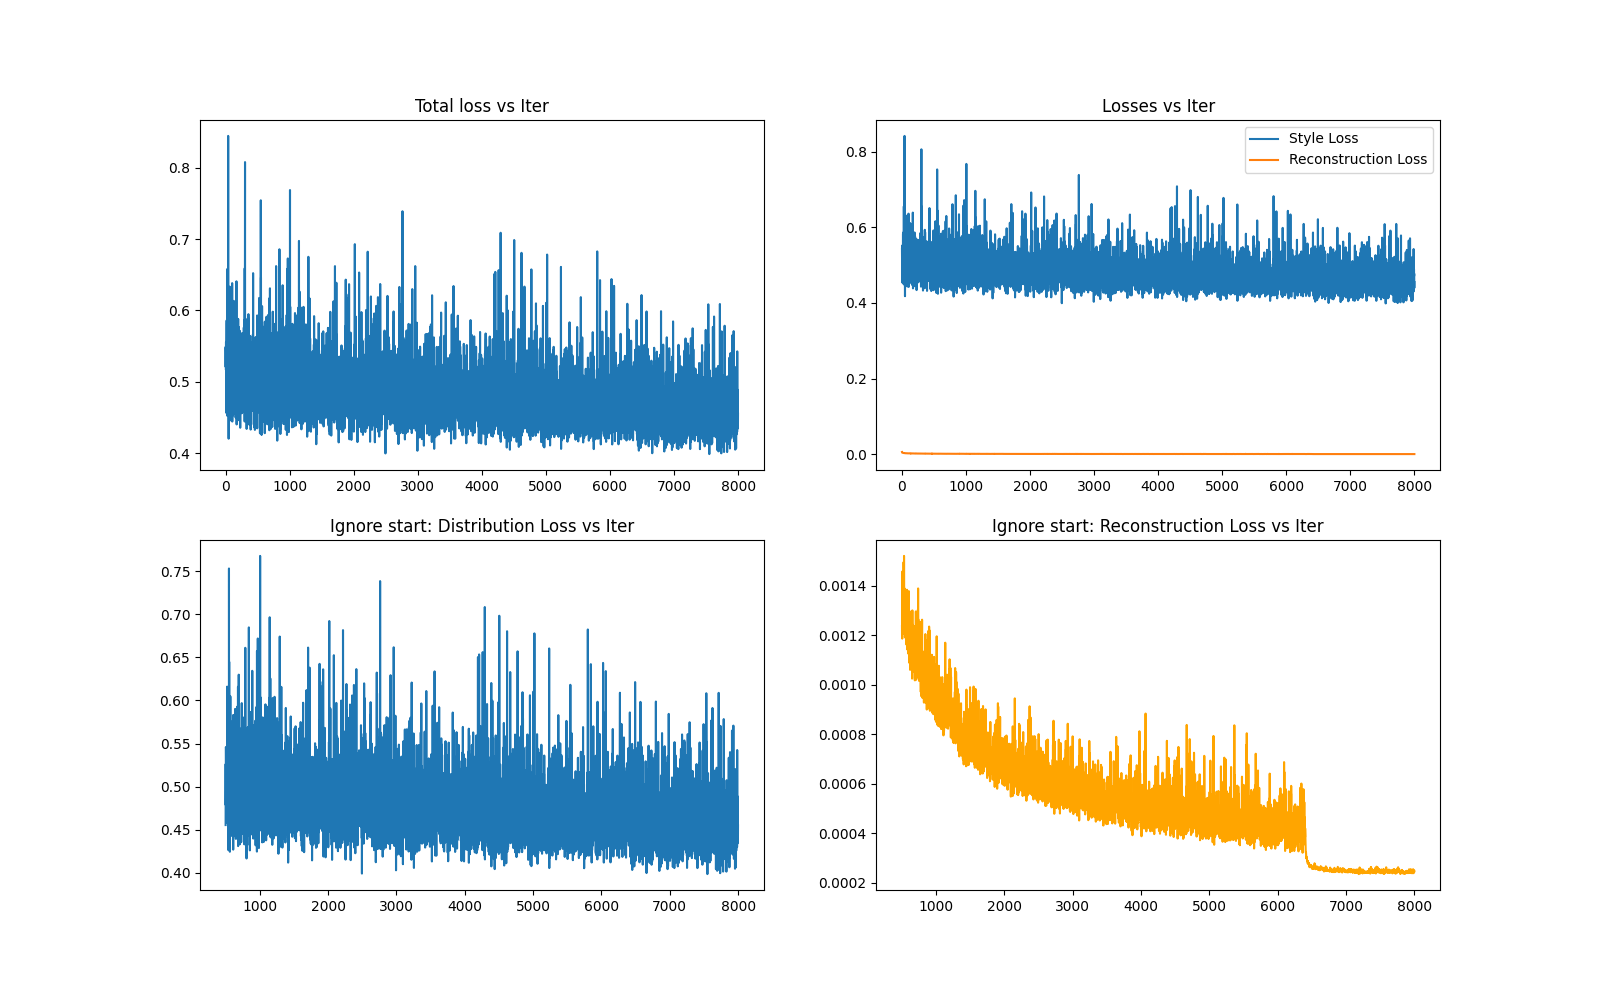 Total loss vs Iter
0.8
0.7
0.6
0.5
0.4
0 1000 2000 3000 4000 5000 6000 7000 8000
Losses vs Iter
Style Loss
Reconstruction Loss
0.8
0.6
0.4
0.2
0.0
0 1000 2000 3000 4000 5000 6000 7000 8000
Ignore start: Distribution Loss vs Iter
0.75
0.70
0.65
0.60
0.55
0.50
0.45
0.40
1000 2000 3000 4000 5000 6000 7000 8000
Ignore start: Reconstruction Loss vs Iter
0.0014
0.0012
0.0010
0.0008
0.0006
0.0004
0.0002
1000 2000 3000 4000 5000 6000 7000 8000